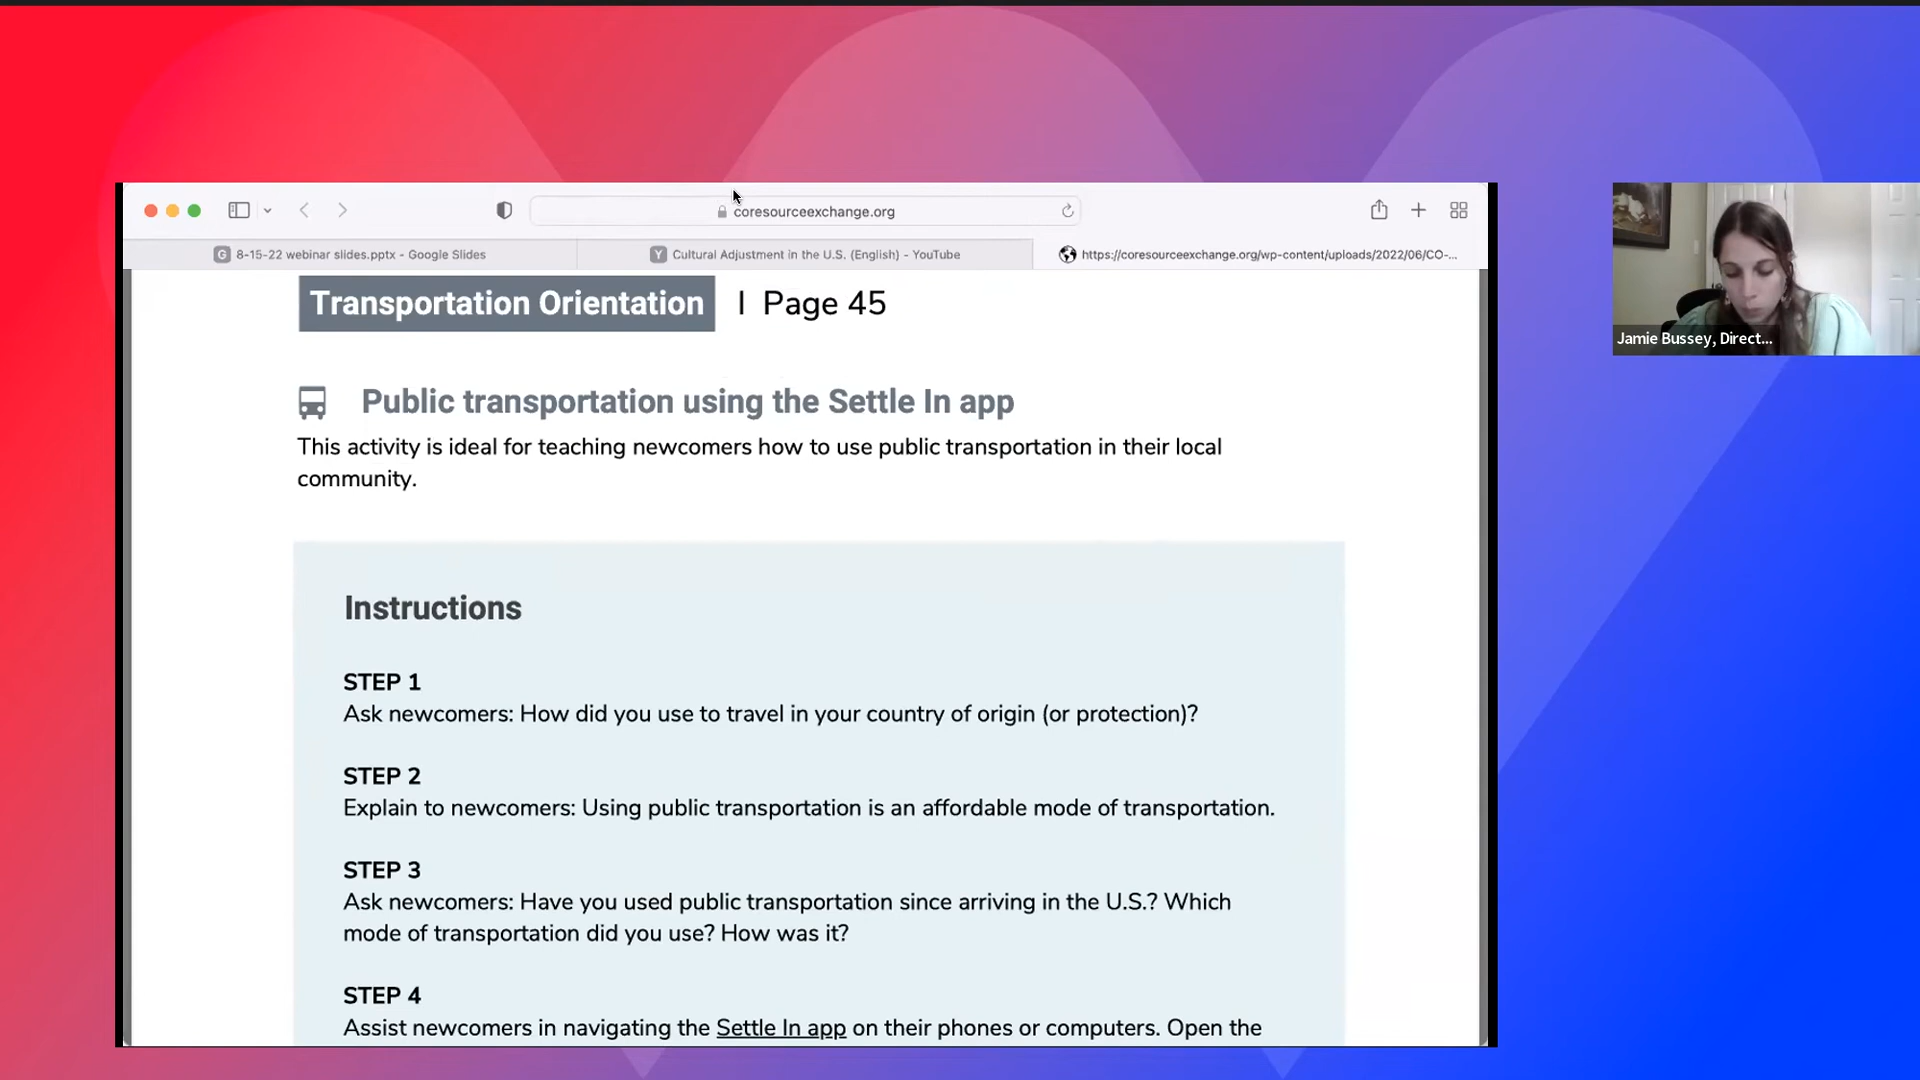 coresourceexchange.org
G 8-15-22 webinar slides.pptx - Google Slides
Y Cultural Adjustment in the U.S. (English) - YouTube
https://coresourceexchange.org/wp-content/uploads/2022/06/CO-...
Transportation Orientation | Page 45
Public transportation using the Settle In app
This activity is ideal for teaching newcomers how to use public transportation in their local
community.
Instructions
STEP 1
Ask newcomers: How did you use to travel in your country of origin (or protection)?
STEP 2
Explain to newcomers: Using public transportation is an affordable mode of transportation.
STEP 3
Ask newcomers: Have you used public transportation since arriving in the U.S.? Which
mode of transportation did you use? How was it?
STEP 4
Assist newcomers in navigating the Settle In app on their phones or computers. Open the
Jamie Bussey, Direct...